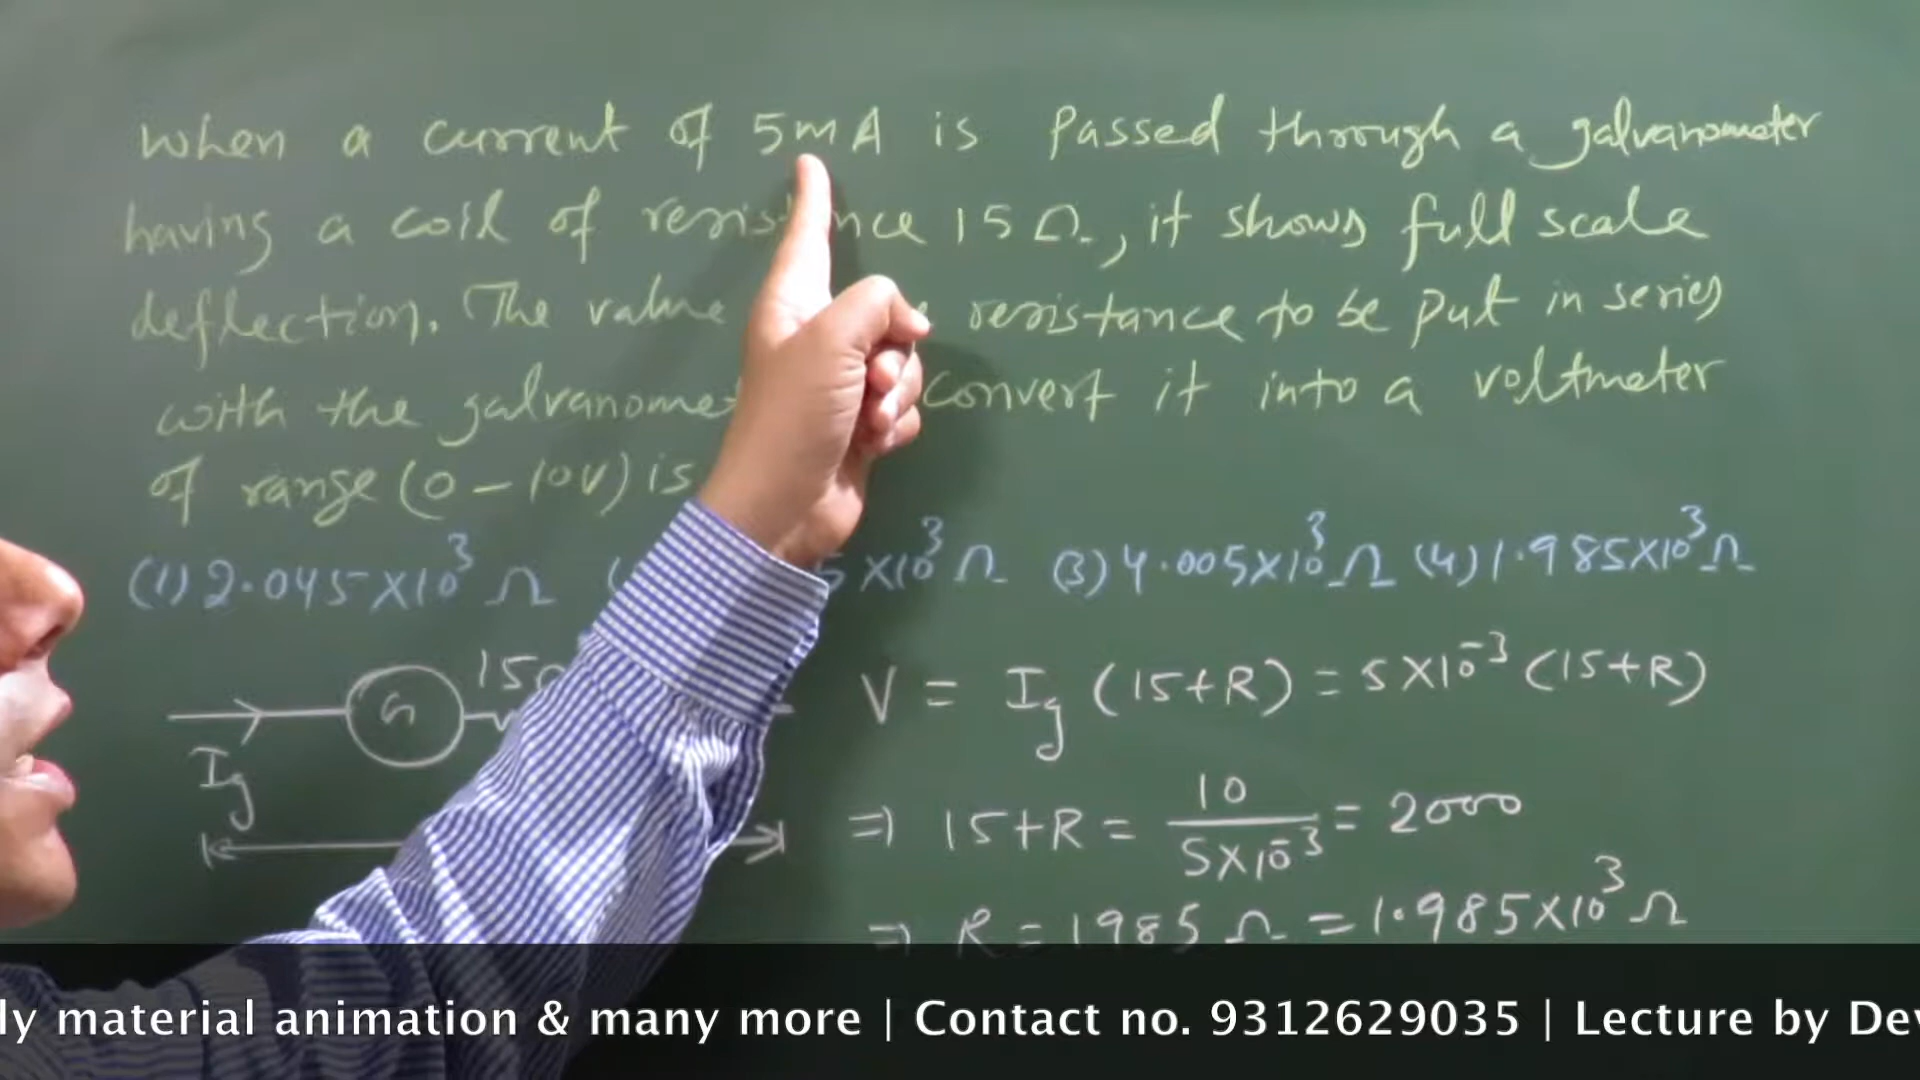 When a current of 5mA is passed through a galvanometer
having a coil of resistance 15 Ω, it shows full scale
deflection. The value resistance to be put in series
with the convert it into a voltmeter
of range (0 – 10V) is
(1) 2.045×10³ Ω ×10³ Ω (3) 4.005×10³ Ω (4) 1.985×10³ Ω
G 15
Ig
V = Ig (15+R) = 5×10⁻³ (15+R)
⇒ 15+R = 10/5×10⁻³ = 2000
⇒ R = 1985 Ω = 1.985×10³ Ω
ly material animation & many more | Contact no. 9312629035 | Lecture by Dev